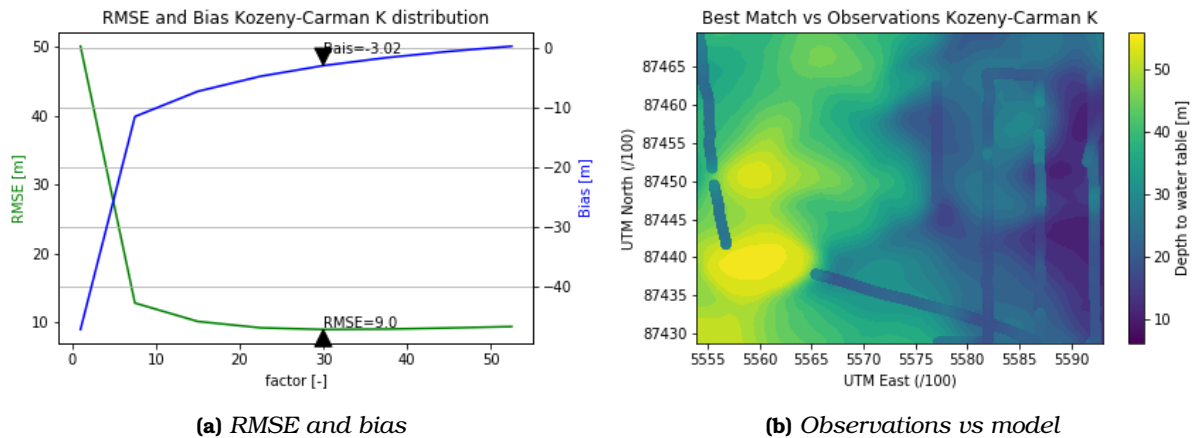 RMSE and Bias Kozeny-Carman K distribution
50
40
30
20
10
RMSE [m]
0
−10
−20
−30
−40
Bias [m]
Bais=-3.02
RMSE=9.0
0 10 20 30 40 50
factor [-]
(a) RMSE and bias
Best Match vs Observations Kozeny-Carman K
87465
87460
87455
87450
87445
87440
87435
87430
UTM North (/100)
5555 5560 5565 5570 5575 5580 5585 5590
UTM East (/100)
50
40
30
20
10
Depth to water table [m]
(b) Observations vs model